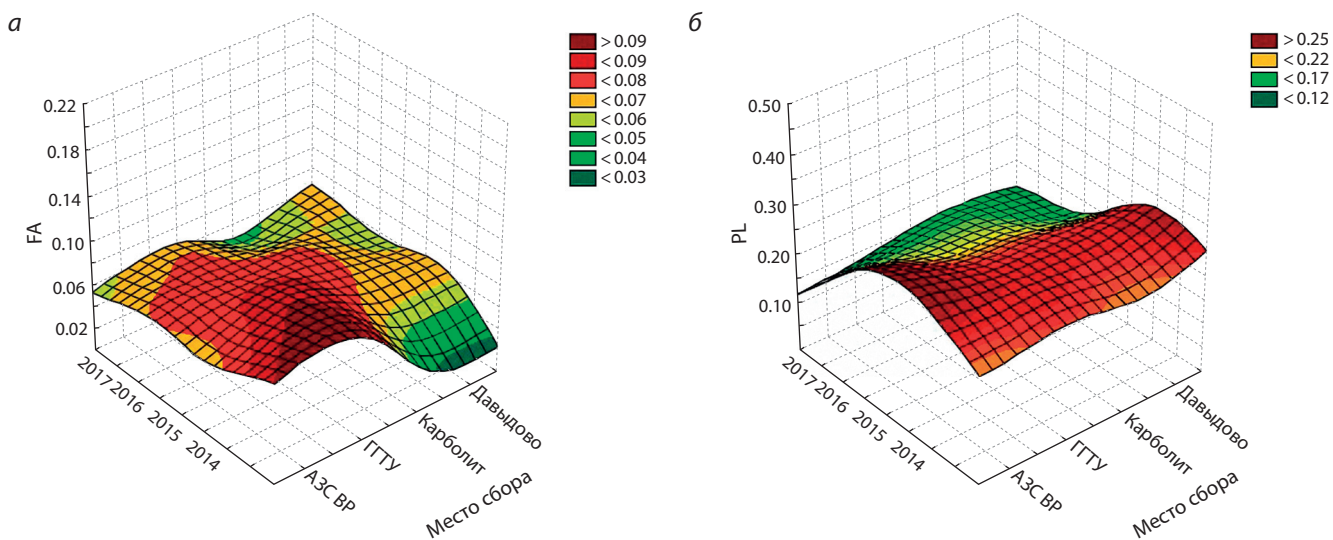 а
> 0.09
< 0.09
< 0.08
< 0.07
< 0.06
< 0.05
< 0.04
< 0.03
0.22
0.18
0.14
0.10
0.06
0.02
FA
2017
2016
2015
2014
АЗС ВР
ГГТУ
Карболит
Давыдово
Место сбора
б
> 0.25
< 0.22
< 0.17
< 0.12
0.50
0.40
0.30
0.20
0.10
PL
2017
2016
2015
2014
АЗС ВР
ГГТУ
Карболит
Давыдово
Место сбора